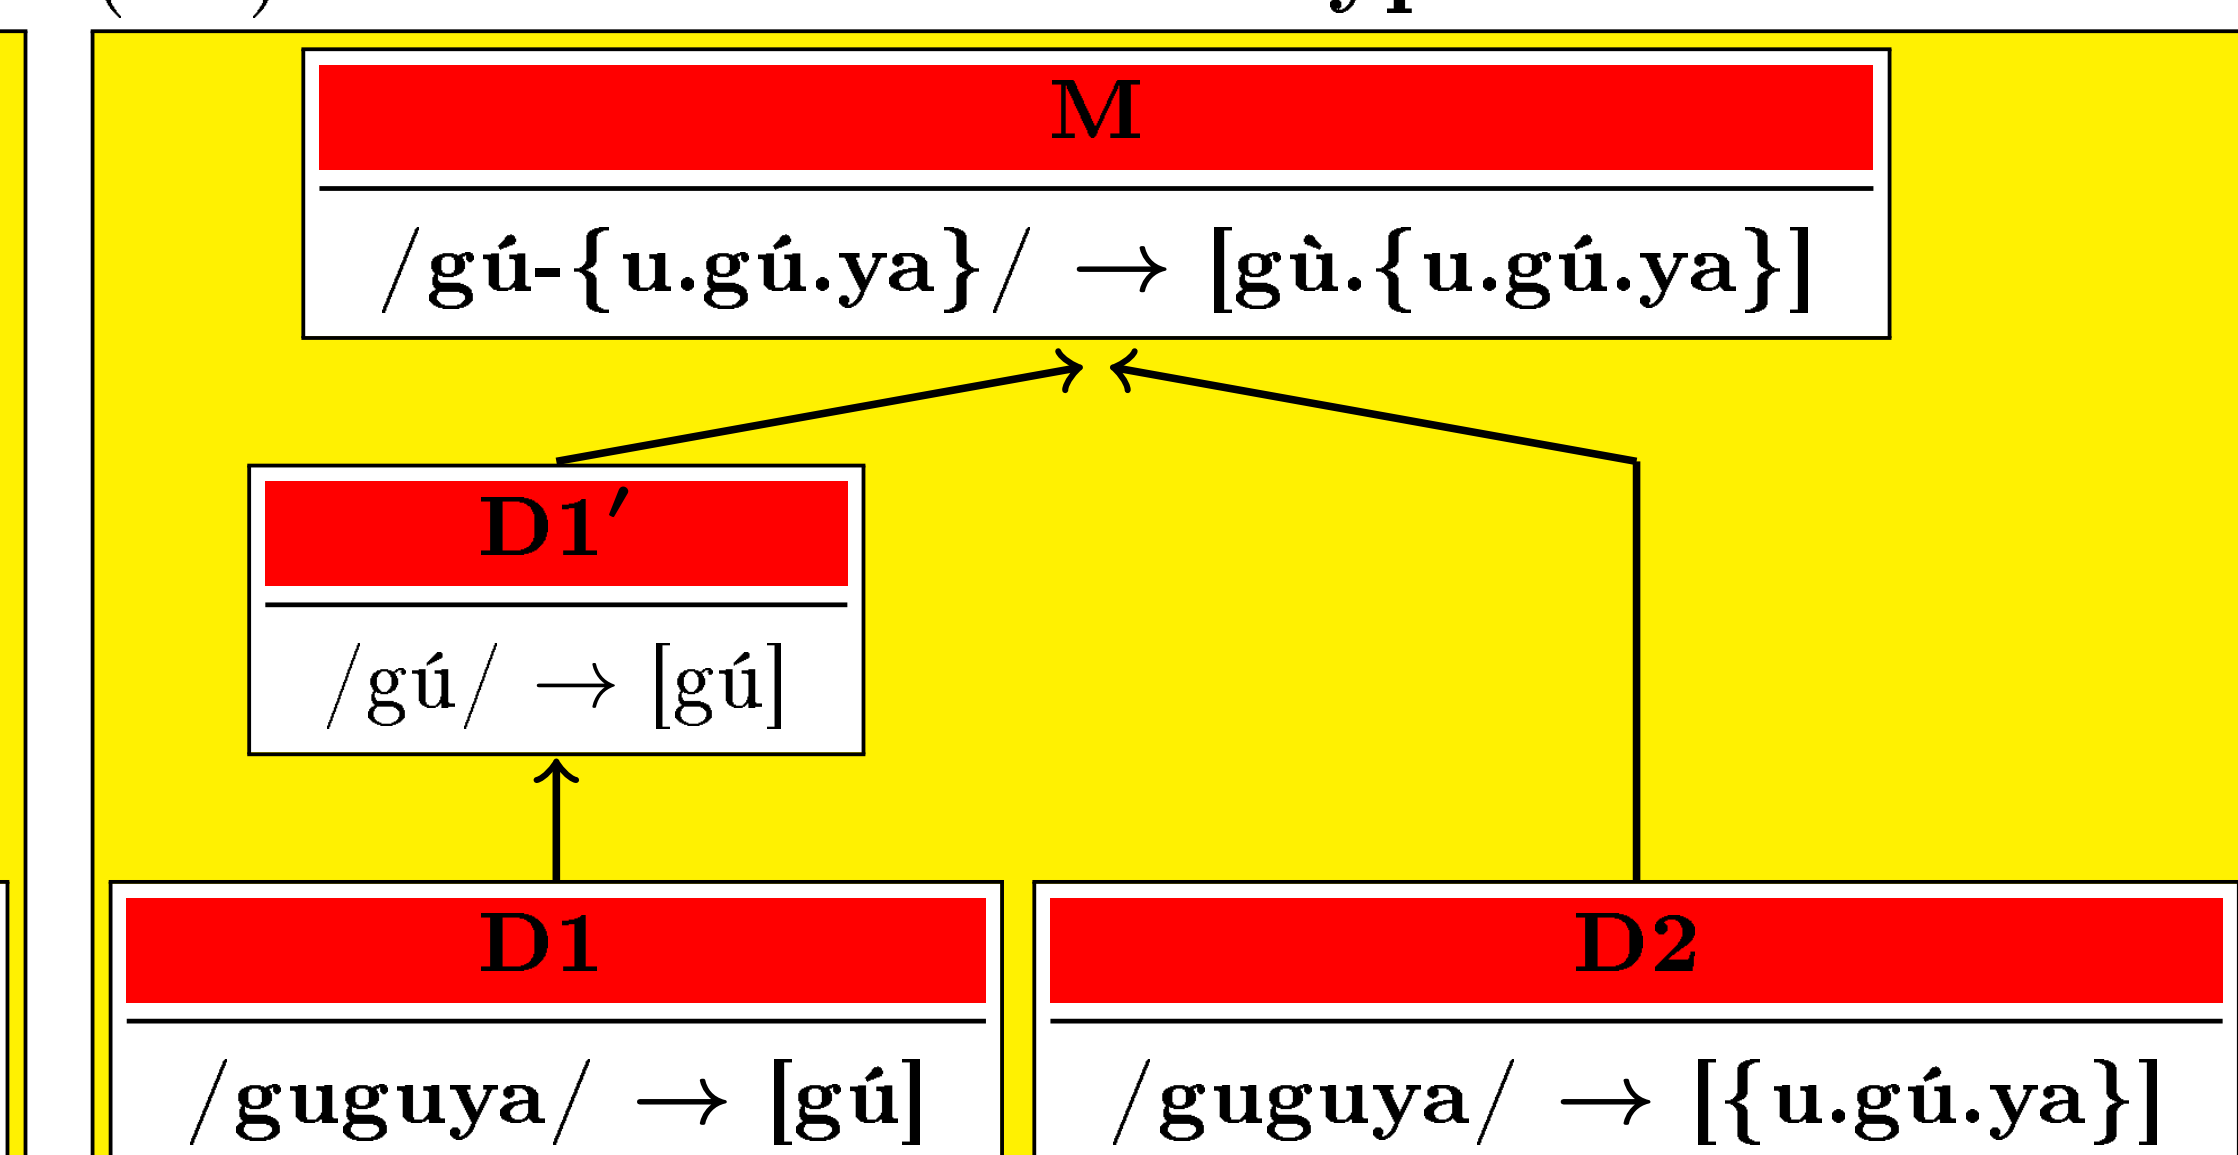 M
/gú-{u.gú.ya}/ → [gù.{u.gú.ya}]
D1′
/gú/ → [gú]
D1
D2
/guguya/ → [gú]
/guguya/ → [{u.gú.ya}]